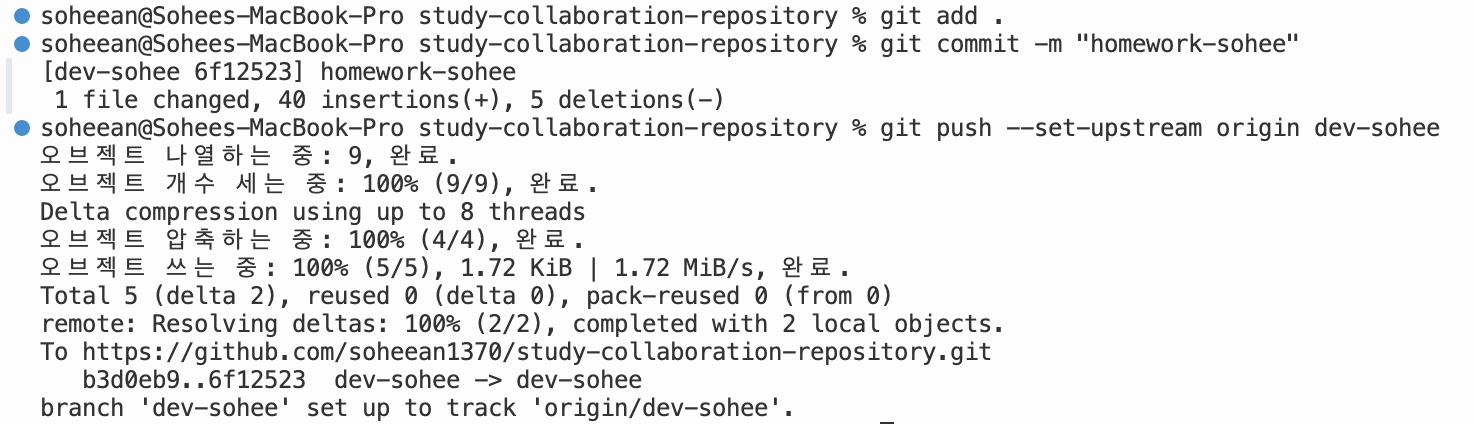 soheean@Sohees-MacBook-Pro study-collaboration-repository % git add .
soheean@Sohees-MacBook-Pro study-collaboration-repository % git commit -m "homework-sohee"
[dev-sohee 6f12523] homework-sohee
 1 file changed, 40 insertions(+), 5 deletions(-)
soheean@Sohees-MacBook-Pro study-collaboration-repository % git push --set-upstream origin dev-sohee
오브젝트 나열하는 중: 9, 완료.
오브젝트 개수 세는 중: 100% (9/9), 완료.
Delta compression using up to 8 threads
오브젝트 압축하는 중: 100% (4/4), 완료.
오브젝트 쓰는 중: 100% (5/5), 1.72 KiB | 1.72 MiB/s, 완료.
Total 5 (delta 2), reused 0 (delta 0), pack-reused 0 (from 0)
remote: Resolving deltas: 100% (2/2), completed with 2 local objects.
To https://github.com/soheean1370/study-collaboration-repository.git
   b3d0eb9..6f12523  dev-sohee -> dev-sohee
branch 'dev-sohee' set up to track 'origin/dev-sohee'.